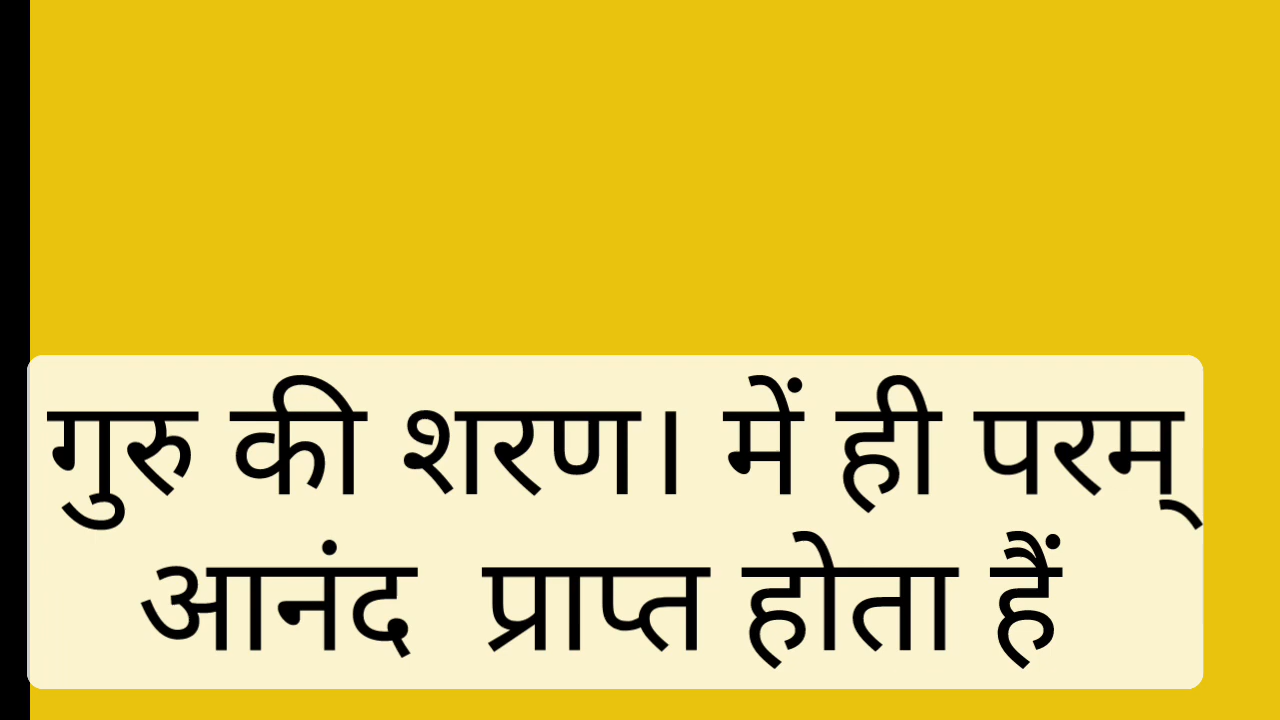 गुरु की शरण। में ही परम्
आनंद  प्राप्त होता हैं